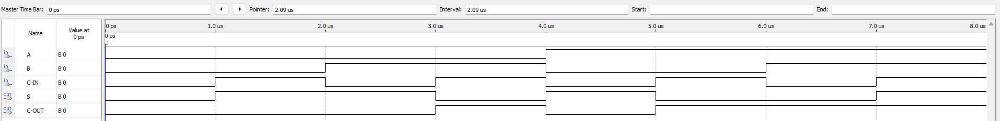 Master Time Bar: 0 ps Pointer: 2.09 us Interval: 2.09 us Start: End:
Name Value at 0 ps
0 ps 1.0 us 2.0 us 3.0 us 4.0 us 5.0 us 6.0 us 7.0 us 8.0 us
0 ps
in A B 0
in B B 0
in C-IN B 0
out S B 0
out C-OUT B 0